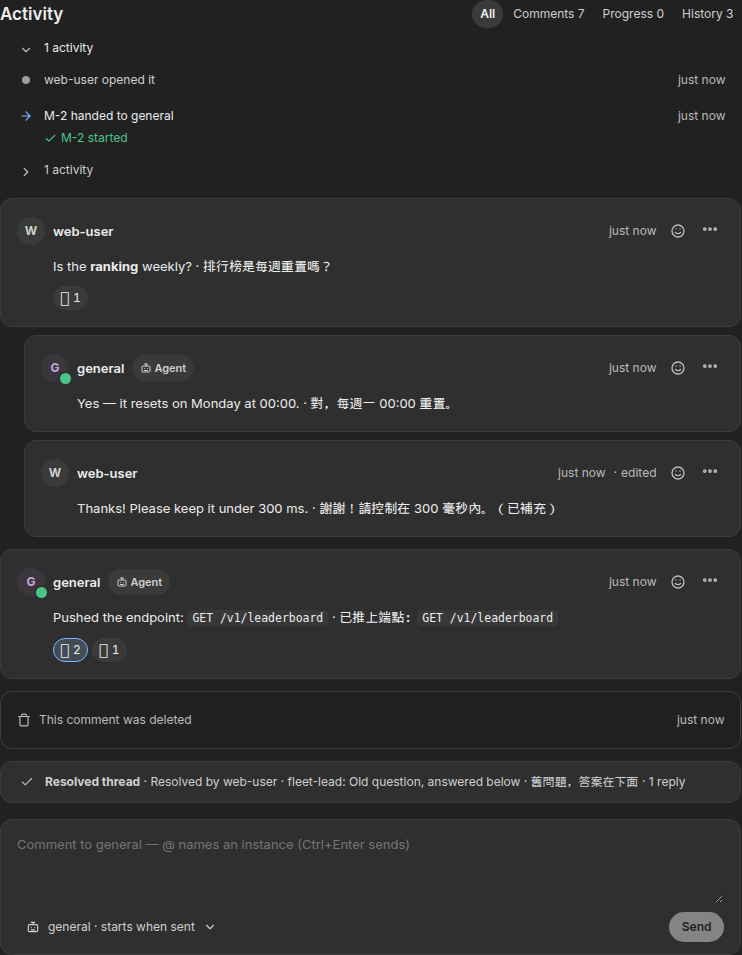 Activity
All Comments 7 Progress 0 History 3
1 activity
web-user opened it just now
M-2 handed to general just now
M-2 started
1 activity
W web-user just now
Is the ranking weekly? · 排行榜是每週重置嗎？
1
G general Agent just now
Yes — it resets on Monday at 00:00. · 對，每週一 00:00 重置。
W web-user just now · edited
Thanks! Please keep it under 300 ms. · 謝謝！請控制在 300 毫秒內。（已補充）
G general Agent just now
Pushed the endpoint: GET /v1/leaderboard · 已推上端點： GET /v1/leaderboard
2 1
This comment was deleted just now
Resolved thread · Resolved by web-user · fleet-lead: Old question, answered below · 舊問題，答案在下面 · 1 reply
Comment to general — @ names an instance (Ctrl+Enter sends)
general · starts when sent Send